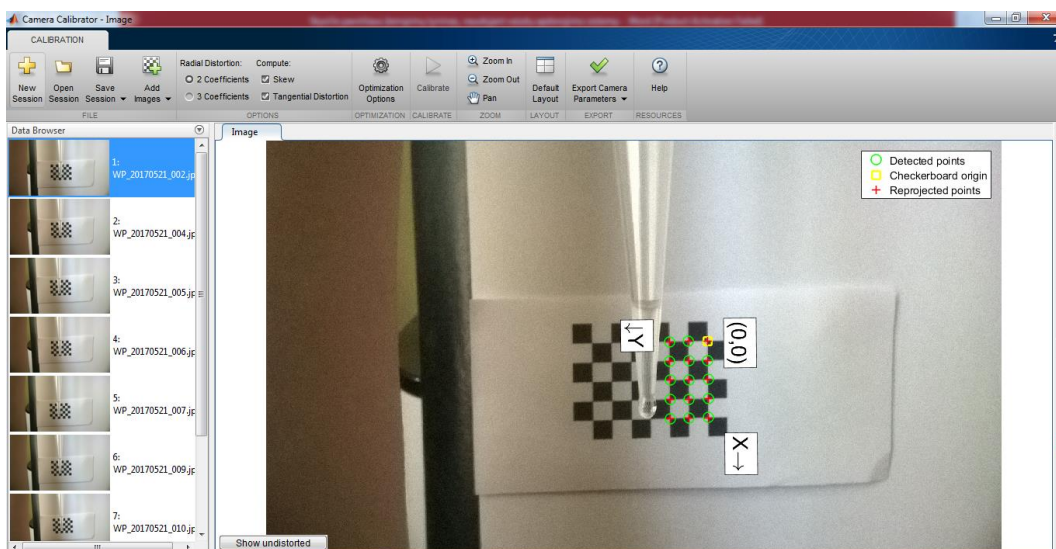 Camera Calibrator - Image
CALIBRATION
New Session
Open Session
Save Session
Add Images
FILE
Radial Distortion:
2 Coefficients
3 Coefficients
Compute:
Skew
Tangential Distortion
OPTIONS
Optimization Options
OPTIMIZATION
Calibrate
CALIBRATE
Zoom In
Zoom Out
Pan
ZOOM
Default Layout
LAYOUT
Export Camera Parameters
EXPORT
Help
RESOURCES
Data Browser
1:
WP_20170521_002.jp
2:
WP_20170521_004.jp
3:
WP_20170521_005.jp
4:
WP_20170521_006.jp
5:
WP_20170521_007.jp
6:
WP_20170521_009.jp
7:
WP_20170521_010.jp
Image
Detected points
Checkerboard origin
Reprojected points
(0,0)
Y→
X→
Show undistorted